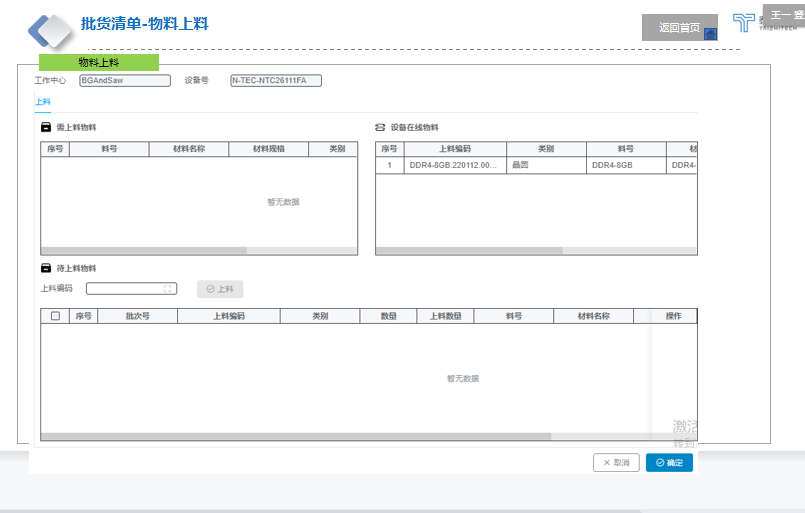 批货清单-物料上料
返回首页
王一 登
TAIZHITECH
物料上料
工作中心 BGAndSaw 设备号 N-TEC-NTC26111FA
上料
需上料物料
序号 料号 材料名称 材料规格 类别
暂无数据
设备在线物料
序号 上料编码 类别 料号
1 DDR4-8GB.220112.00... 晶圆 DDR4-8GB DDR4-
待上料物料
上料编码 上料
序号 批次号 上料编码 类别 数量 上料数量 料号 材料名称 操作
暂无数据
激活
转到
取消 确定